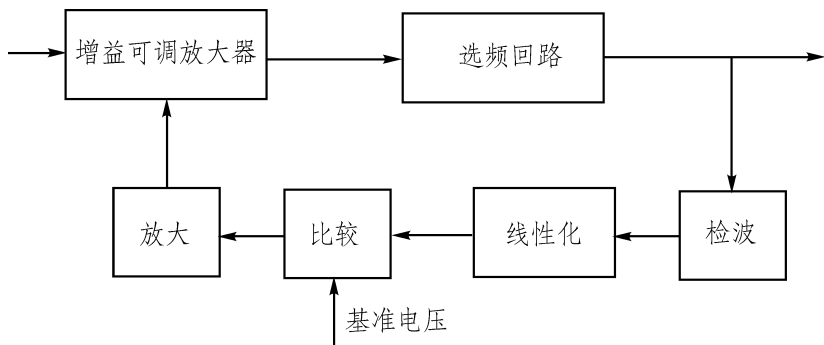 增益可调放大器
选频回路
放大
比较
线性化
检波
基准电压